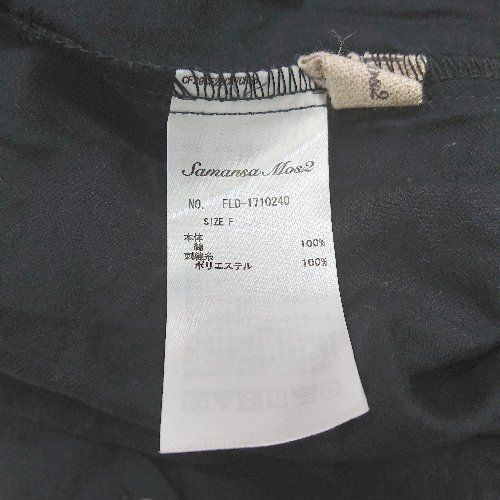 Samansa Mos2
NO. FLD-1710240
SIZE F
本体
綿 100%
刺繍糸
ポリエステル 100%